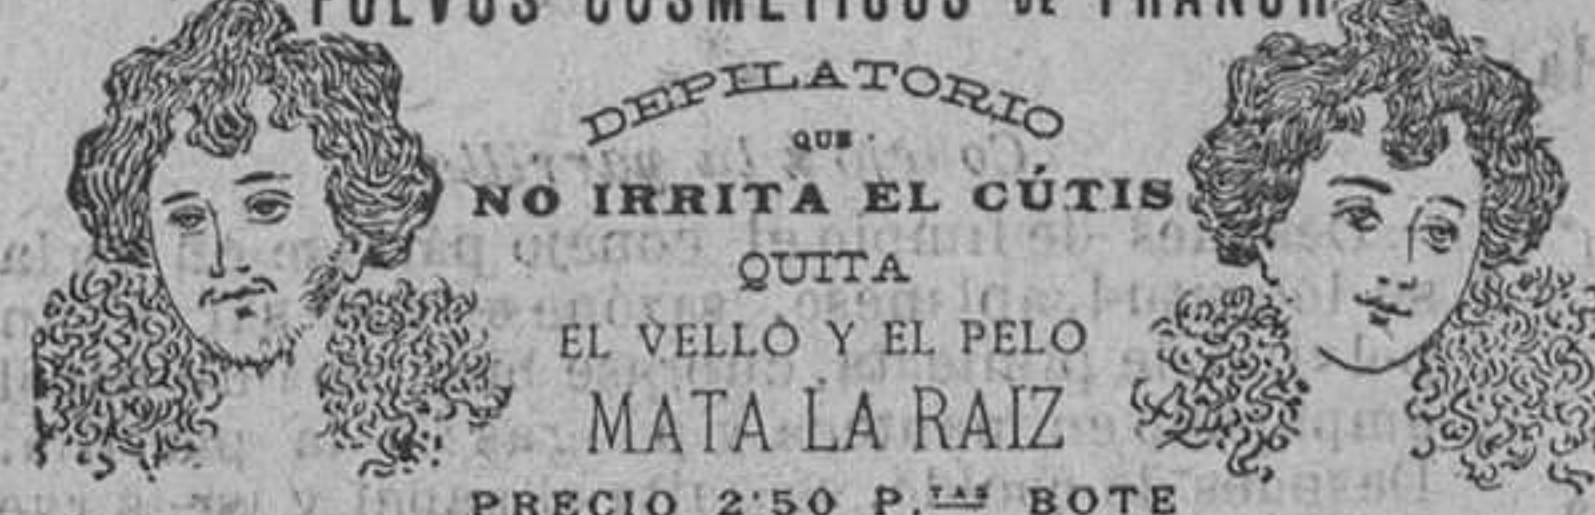 POLVOS COSMÉTICOS DE FRANCH
DEPILATORIO
QUE
NO IRRITA EL CÚTIS
QUITA
EL VELLO Y EL PELO
MATA LA RAIZ
PRECIO 2'50 P.TAS BOTE